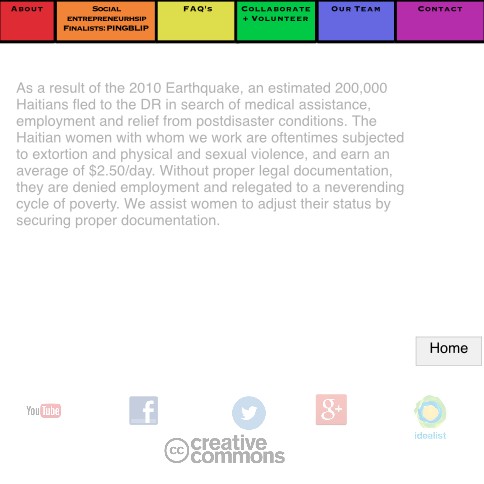 About
Social
entrepreneurhsip
Finalists: PINGBLIP
FAQ's
Collaborate
+ Volunteer
Our Team
Contact
As a result of the 2010 Earthquake, an estimated 200,000
Haitians fled to the DR in search of medical assistance,
employment and relief from postdisaster conditions. The
Haitian women with whom we work are oftentimes subjected
to extortion and physical and sexual violence, and earn an
average of $2.50/day. Without proper legal documentation,
they are denied employment and relegated to a neverending
cycle of poverty. We assist women to adjust their status by
securing proper documentation.
Home
YouTube
f
g+
idealist
cc creative
commons